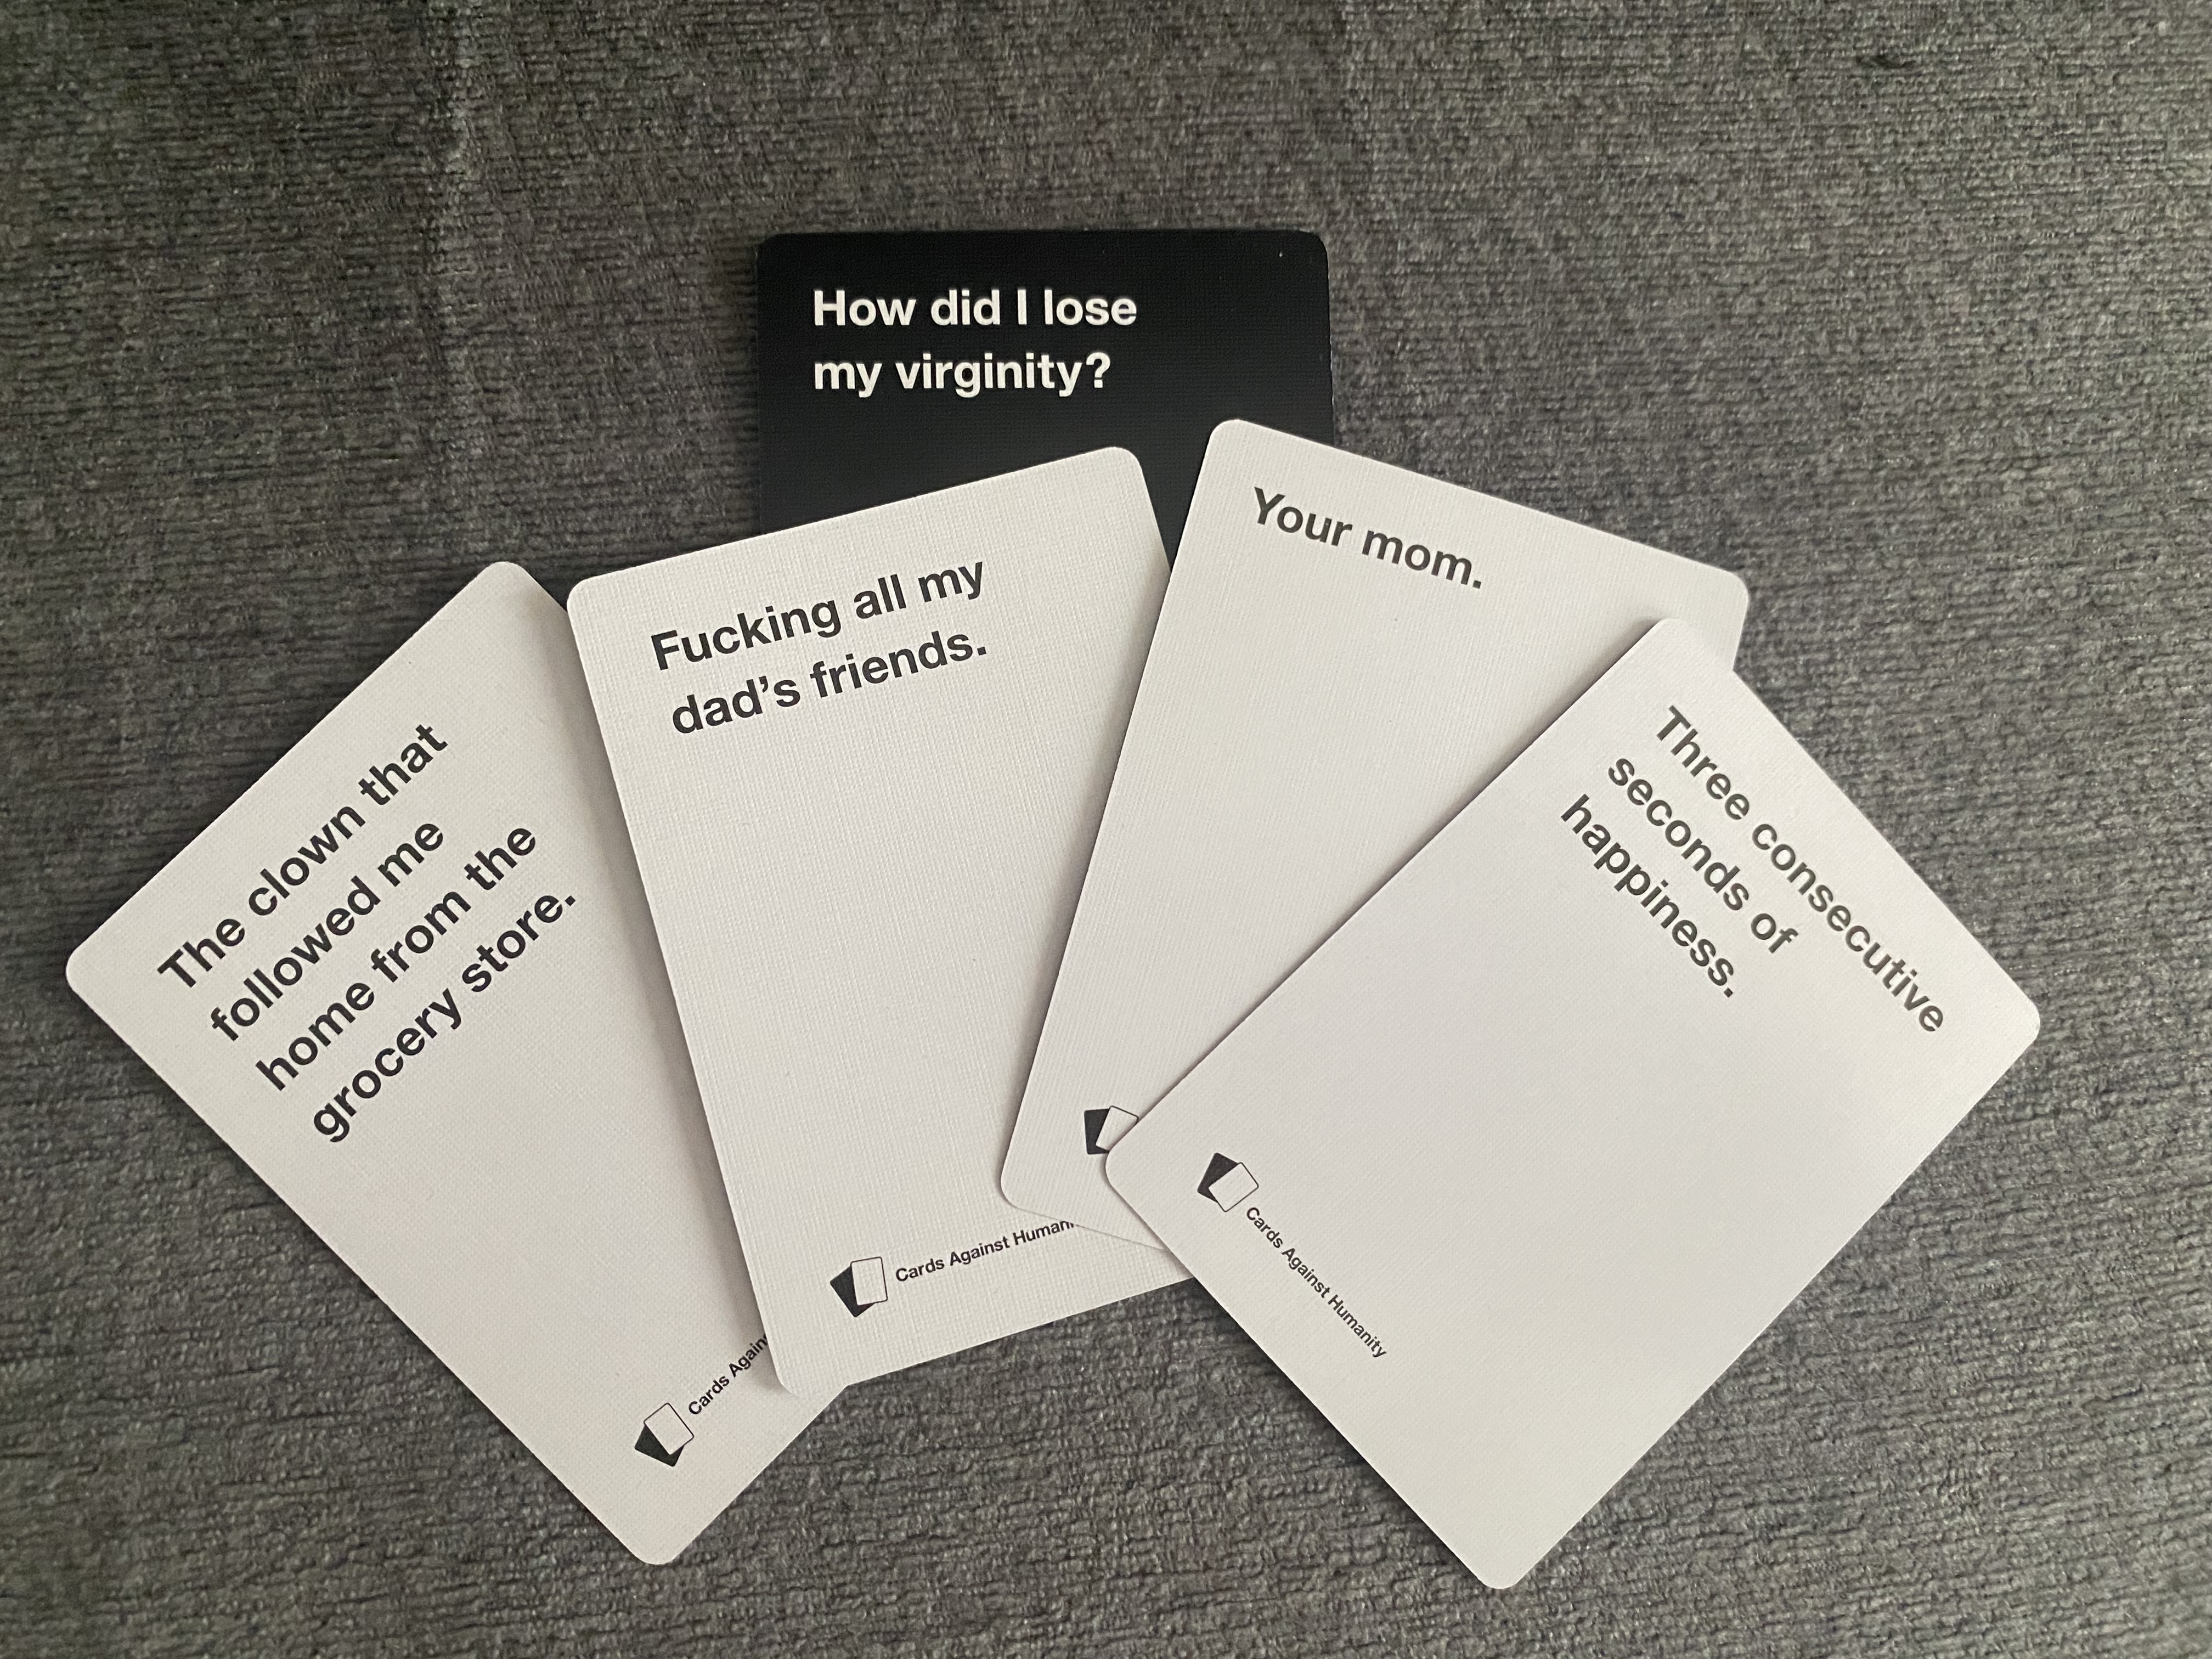 How did I lose
my virginity?
The clown that
followed me
home from the
grocery store.
Cards Again
Fucking all my
dad's friends.
Cards Against Human
Your mom.
Three consecutive
seconds of
happiness.
Cards Against Humanity